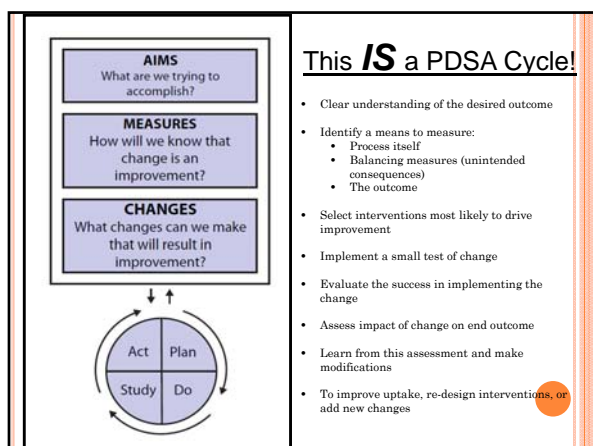 AIMS
What are we trying to
accomplish?
MEASURES
How will we know that
change is an
improvement?
CHANGES
What changes can we make
that will result in
improvement?
Act
Plan
Study
Do
This IS a PDSA Cycle!
• Clear understanding of the desired outcome
• Identify a means to measure:
• Process itself
• Balancing measures (unintended
consequences)
• The outcome
• Select interventions most likely to drive
improvement
• Implement a small test of change
• Evaluate the success in implementing the
change
• Assess impact of change on end outcome
• Learn from this assessment and make
modifications
• To improve uptake, re-design interventions, or
add new changes